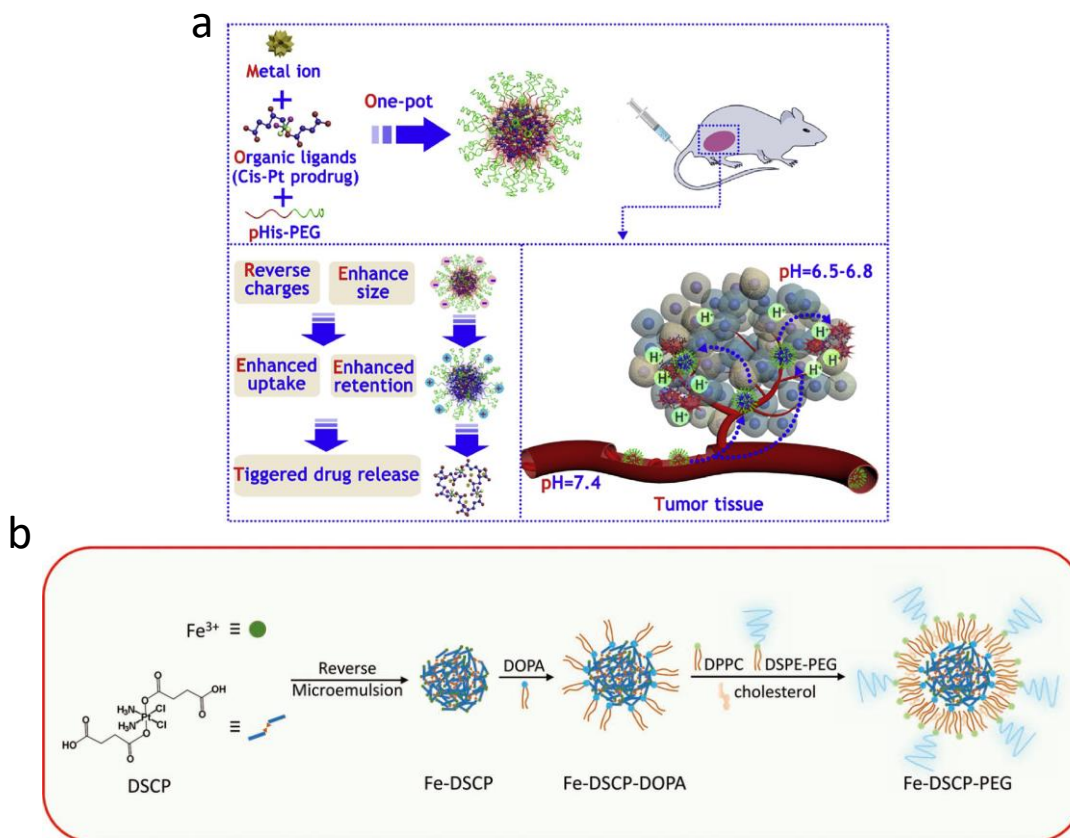 a
Metal ion
+
Organic ligands
(Cis-Pt prodrug)
+
pHis-PEG
One-pot
Reverse
charges
Enhance
size
Enhanced
uptake
Enhanced
retention
Tiggered drug release
pH=6.5-6.8
H⁺
H⁺
H⁺
H⁺
H⁺
H⁺
H⁺
H⁺
H⁺
pH=7.4
Tumor tissue
b
Fe³⁺ ≡
DSCP
O
OH
O
H₃N
Cl
Pt
H₃N
Cl
O
HO
O
O
≡
Reverse
Microemulsion
Fe-DSCP
DOPA
Fe-DSCP-DOPA
DPPC
DSPE-PEG
cholesterol
Fe-DSCP-PEG